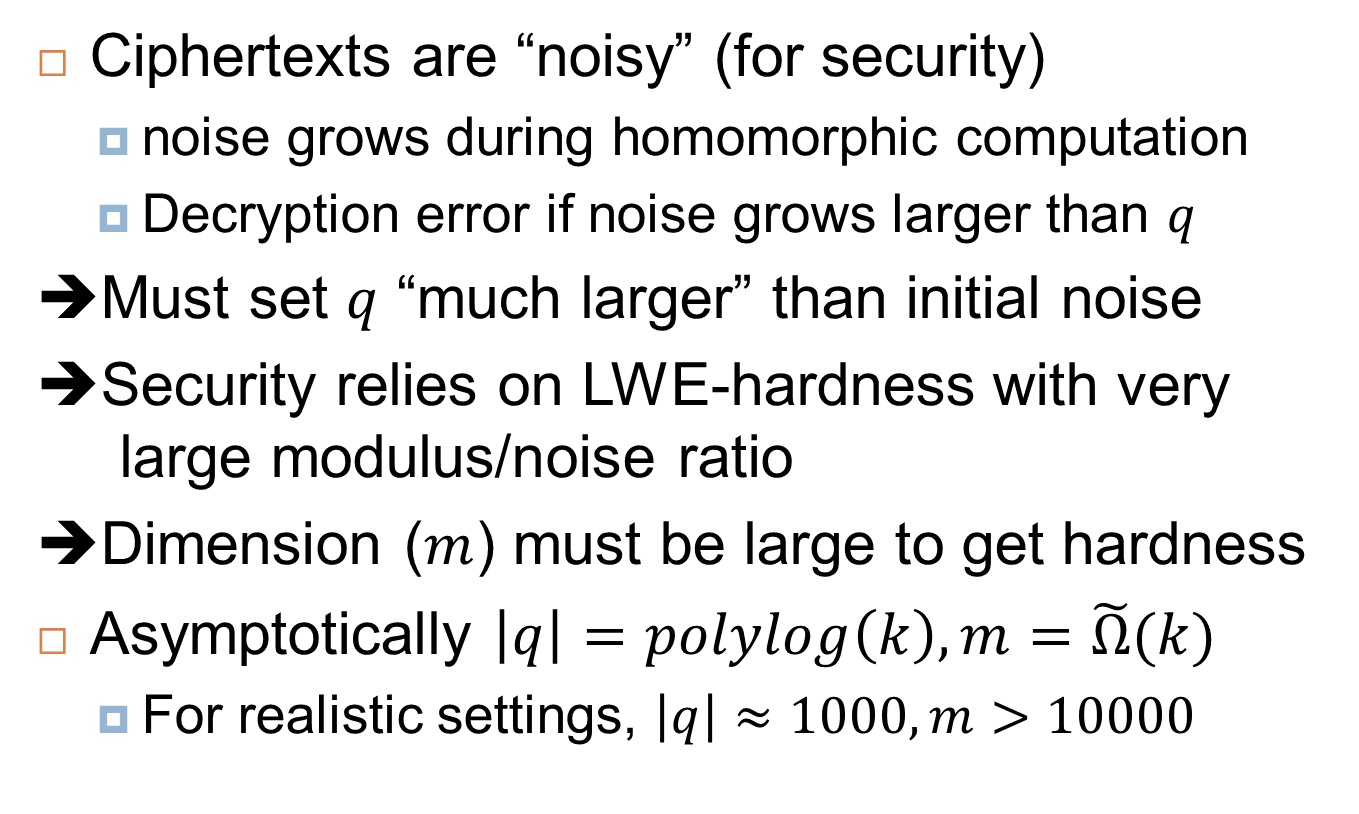 Ciphertexts are “noisy” (for security)
noise grows during homomorphic computation
Decryption error if noise grows larger than q
➔Must set q “much larger” than initial noise
➔Security relies on LWE-hardness with very
large modulus/noise ratio
➔Dimension (m) must be large to get hardness
Asymptotically |q| = polylog(k), m = Ω̃(k)
For realistic settings, |q| ≈ 1000, m > 10000